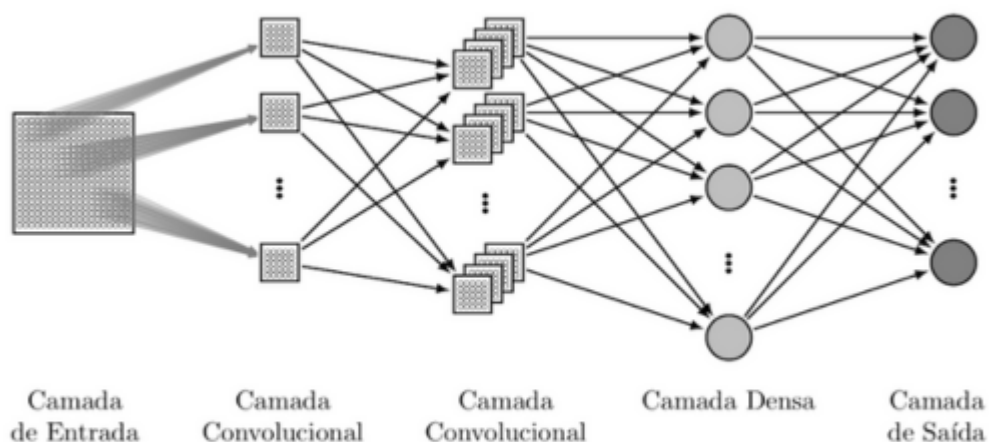 Camada
de Entrada
Camada
Convolucional
Camada
Convolucional
Camada Densa
Camada
de Saída